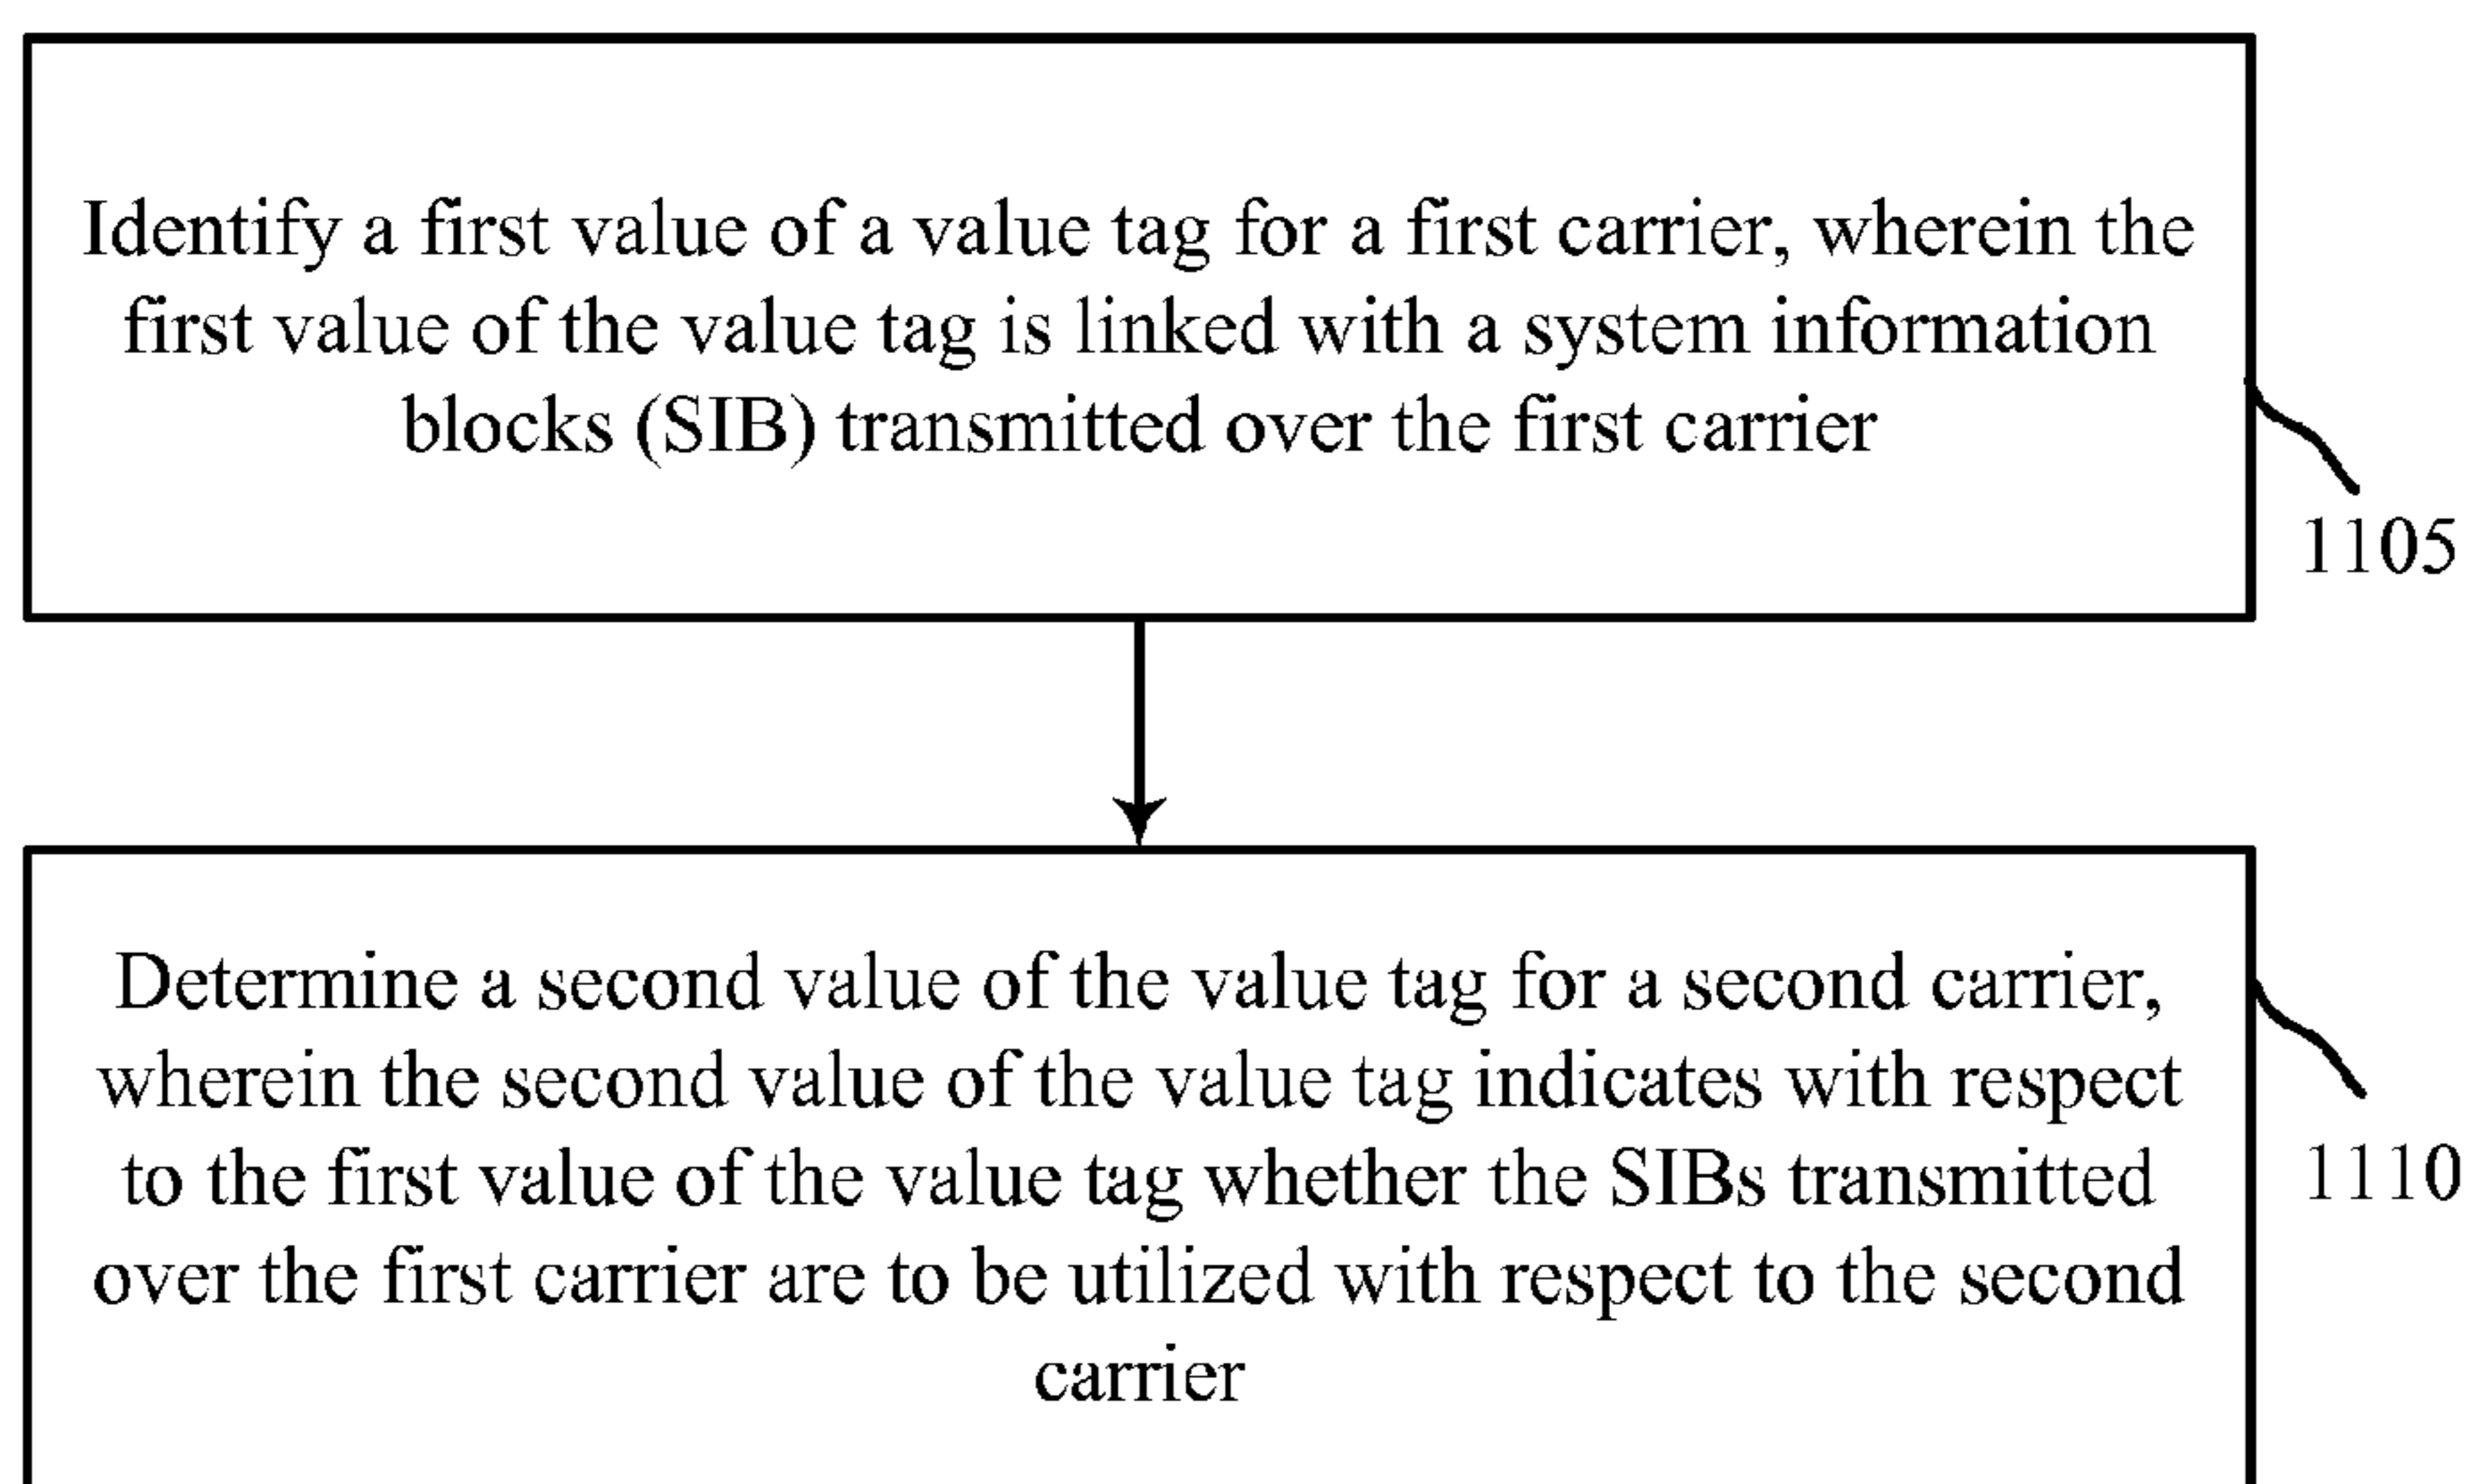 Identify a first value of a value tag for a first carrier, wherein the
first value of the value tag is linked with a system information
blocks (SIB) transmitted over the first carrier
1105
Determine a second value of the value tag for a second carrier,
wherein the second value of the value tag indicates with respect
to the first value of the value tag whether the SIBs transmitted
over the first carrier are to be utilized with respect to the second
carrier
1110